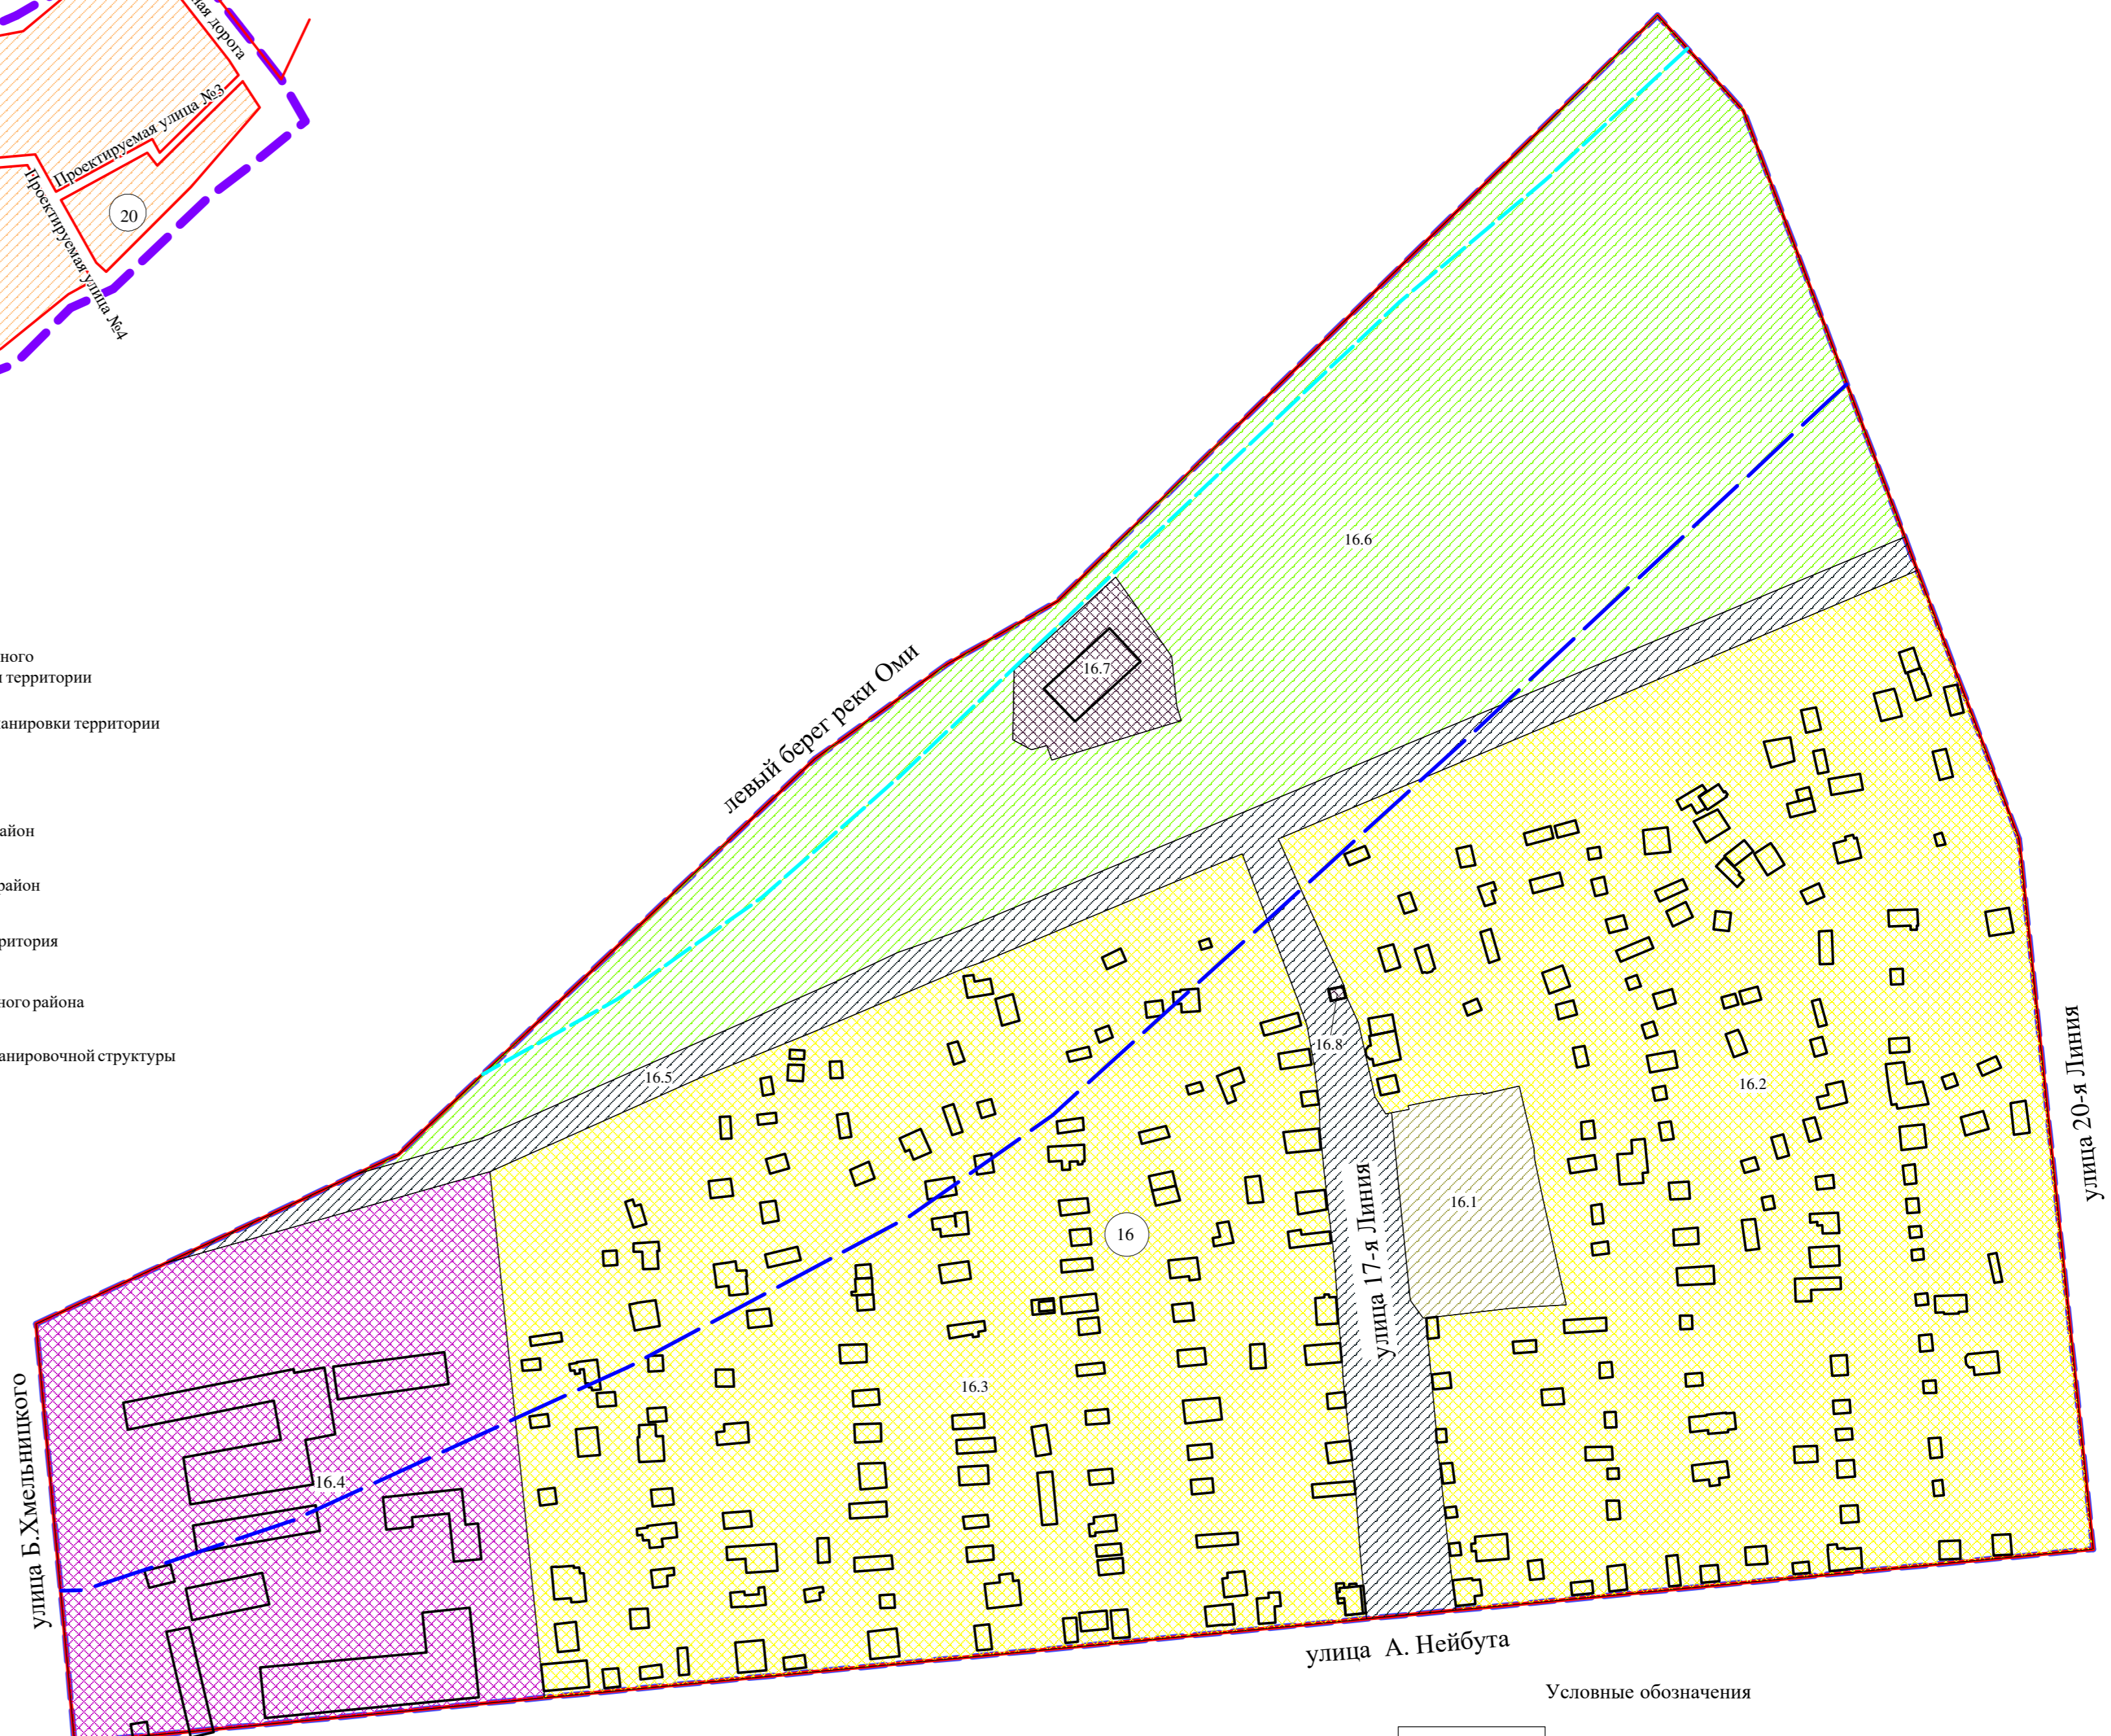 ная дорога
Проектируемая улица №3
Проектируемая улица №4
20
ного
территории
анировки территории
айон
район
ритория
ного района
анировочной структуры
левый берег реки Оми
16.6
16.7
16.5
16.8
16.2
16.1
16
16.3
16.4
улица 17-я Линия
улица 20-я Линия
улица Б.Хмельницкого
улица А. Нейбута
Условные обозначения